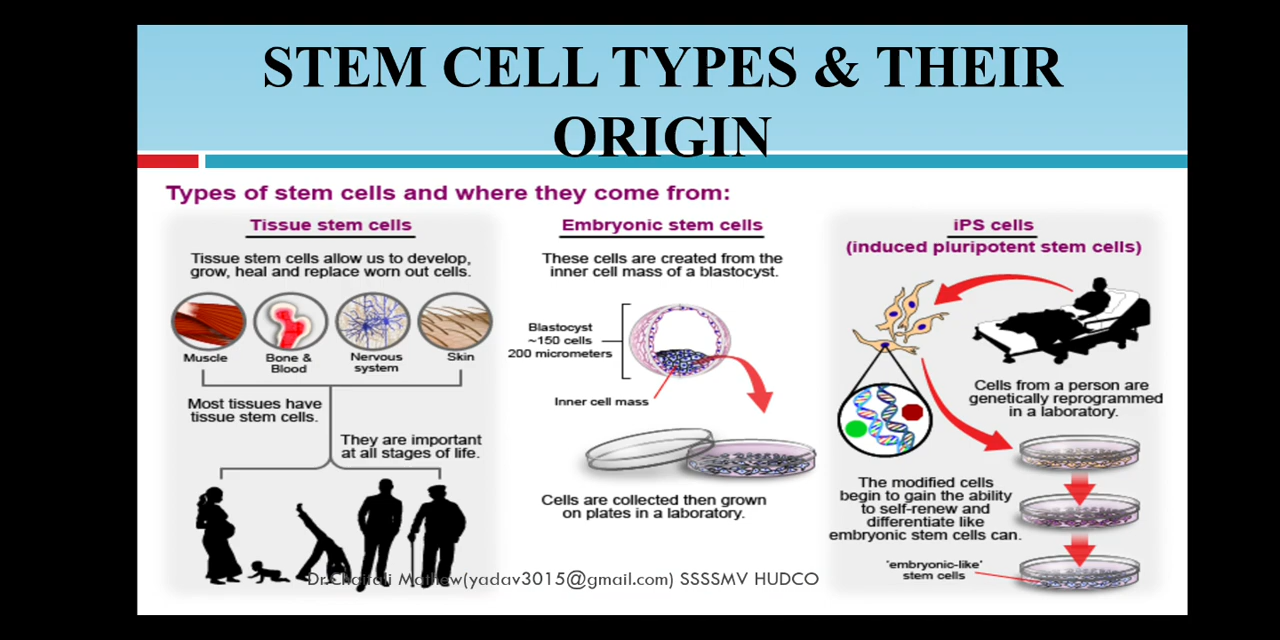 STEM CELL TYPES & THEIR
ORIGIN
Types of stem cells and where they come from:
Tissue stem cells
Tissue stem cells allow us to develop,
grow, heal and replace worn out cells.
Muscle
Bone &
Blood
Nervous
system
Skin
Most tissues have
tissue stem cells.
They are important
at all stages of life.
Embryonic stem cells
These cells are created from the
inner cell mass of a blastocyst.
Blastocyst
~150 cells
200 micrometers
Inner cell mass
Cells are collected then grown
on plates in a laboratory.
iPS cells
(induced pluripotent stem cells)
Cells from a person are
genetically reprogrammed
in a laboratory.
The modified cells
begin to gain the ability
to self-renew and
differentiate like
embryonic stem cells can.
'embryonic-like'
stem cells
Mathew(yadav3015@gmail.com) SSSSMV HUDCO